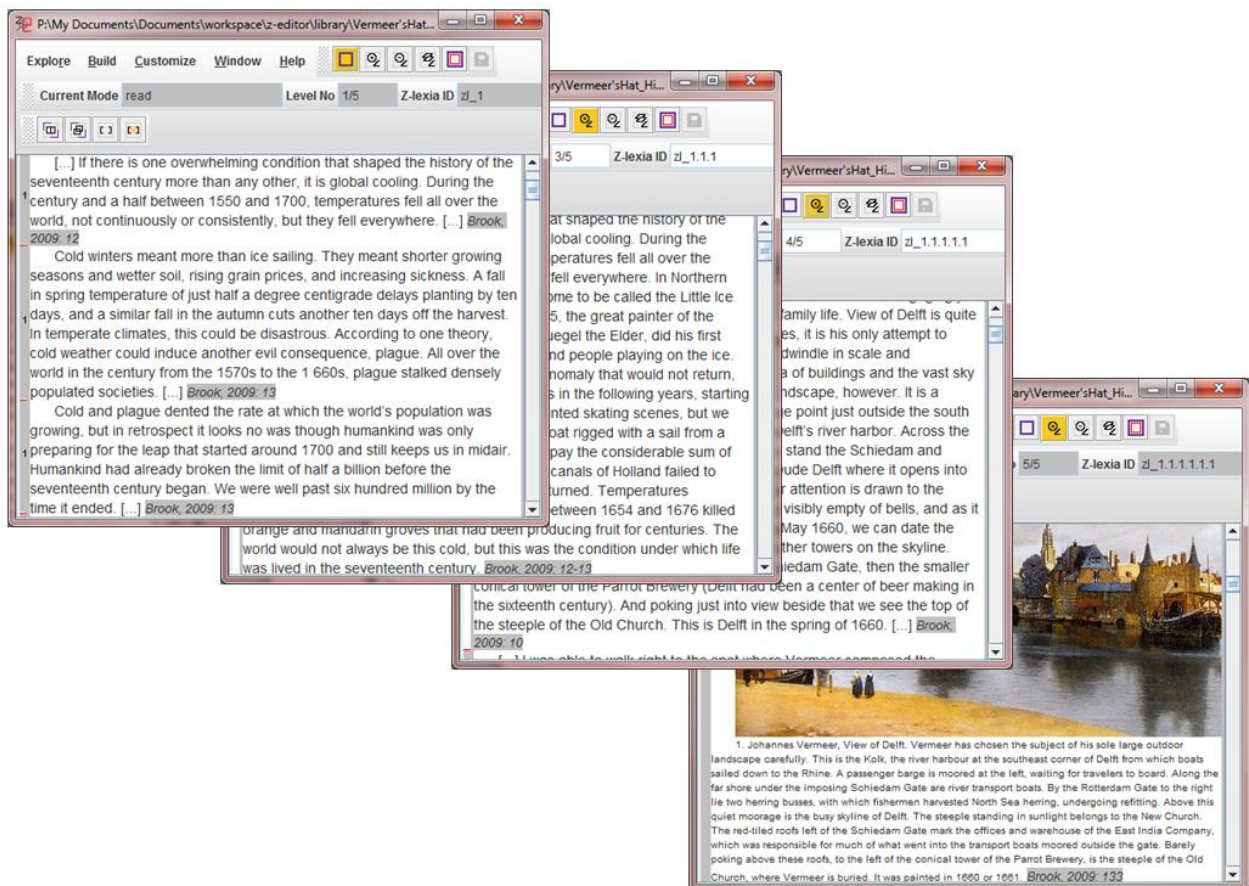 P:\My Documents\Documents\workspace\z-editor\library\Vermeer'sHat...
Explore Build Customize Window Help
Current Mode read Level No 1/5 Z-lexia ID zl_1
[...] If there is one overwhelming condition that shaped the history of the
seventeenth century more than any other, it is global cooling. During the
1 century and a half between 1550 and 1700, temperatures fell all over the
world, not continuously or consistently, but they fell everywhere. [...] Brook,
2009: 12
Cold winters meant more than ice sailing. They meant shorter growing
seasons and wetter soil, rising grain prices, and increasing sickness. A fall
in spring temperature of just half a degree centigrade delays planting by ten
1 days, and a similar fall in the autumn cuts another ten days off the harvest.
In temperate climates, this could be disastrous. According to one theory,
cold weather could induce another evil consequence, plague. All over the
world in the century from the 1570s to the 1 660s, plague stalked densely
populated societies. [...] Brook, 2009: 13
Cold and plague dented the rate at which the world's population was
growing, but in retrospect it looks no was though humankind was only
1 preparing for the leap that started around 1700 and still keeps us in midair.
Humankind had already broken the limit of half a billion before the
seventeenth century began. We were well past six hundred million by the
time it ended. [...] Brook, 2009: 13
ary\Vermeer'sHat_Hi...
3/5 Z-lexia ID zl_1.1.1
at shaped the history of the
lobal cooling. During the
peratures fell all over the
fell everywhere. In Northern
ome to be called the Little Ice
5, the great painter of the
uegel the Elder, did his first
nd people playing on the ice.
nomaly that would not return,
s in the following years, starting
nted skating scenes, but we
oat rigged with a sail from a
pay the considerable sum of
canals of Holland failed to
turned. Temperatures
etween 1654 and 1676 killed
orange and mandarin groves that had been producing fruit for centuries. The
world would not always be this cold, but this was the condition under which life
was lived in the seventeenth century. Brook, 2009: 12-13
ary\Vermeer'sHat_Hi...
4/5 Z-lexia ID zl_1.1.1.1.1
family life. View of Delft is quite
es, it is his only attempt to
dwindle in scale and
a of buildings and the vast sky
ndscape, however. It is a
ge point just outside the south
Delft's river harbor. Across the
stand the Schiedam and
ude Delft where it opens into
r attention is drawn to the
visibly empty of bells, and as it
May 1660, we can date the
ther towers on the skyline.
hiedam Gate, then the smaller
conical tower of the Parrot Brewery (Delft had been a center of beer making in
the sixteenth century). And poking just into view beside that we see the top of
the steeple of the Old Church. This is Delft in the spring of 1660. [...] Brook,
2009: 10
[...] I was able to walk right to the spot where Vermeer composed the
ary\Vermeer'sHat_Hi...
5/5 Z-lexia ID zl_1.1.1.1.1.1
1. Johannes Vermeer, View of Delft. Vermeer has chosen the subject of his sole large outdoor
landscape carefully. This is the Kolk, the river harbour at the southeast corner of Delft from which boats
sailed down to the Rhine. A passenger barge is moored at the left, waiting for travelers to board. Along the
far shore under the imposing Schiedam Gate are river transport boats. By the Rotterdam Gate to the right
lie two herring busses, with which fishermen harvested North Sea herring, undergoing refitting. Above this
quiet moorage is the busy skyline of Delft. The steeple standing in sunlight belongs to the New Church.
The red-tiled roofs left of the Schiedam Gate mark the offices and warehouse of the East India Company,
which was responsible for much of what went into the transport boats moored outside the gate. Barely
poking above these roofs, to the left of the conical tower of the Parrot Brewery, is the steeple of the Old
Church, where Vermeer is buried. It was painted in 1660 or 1661. Brook, 2009: 133